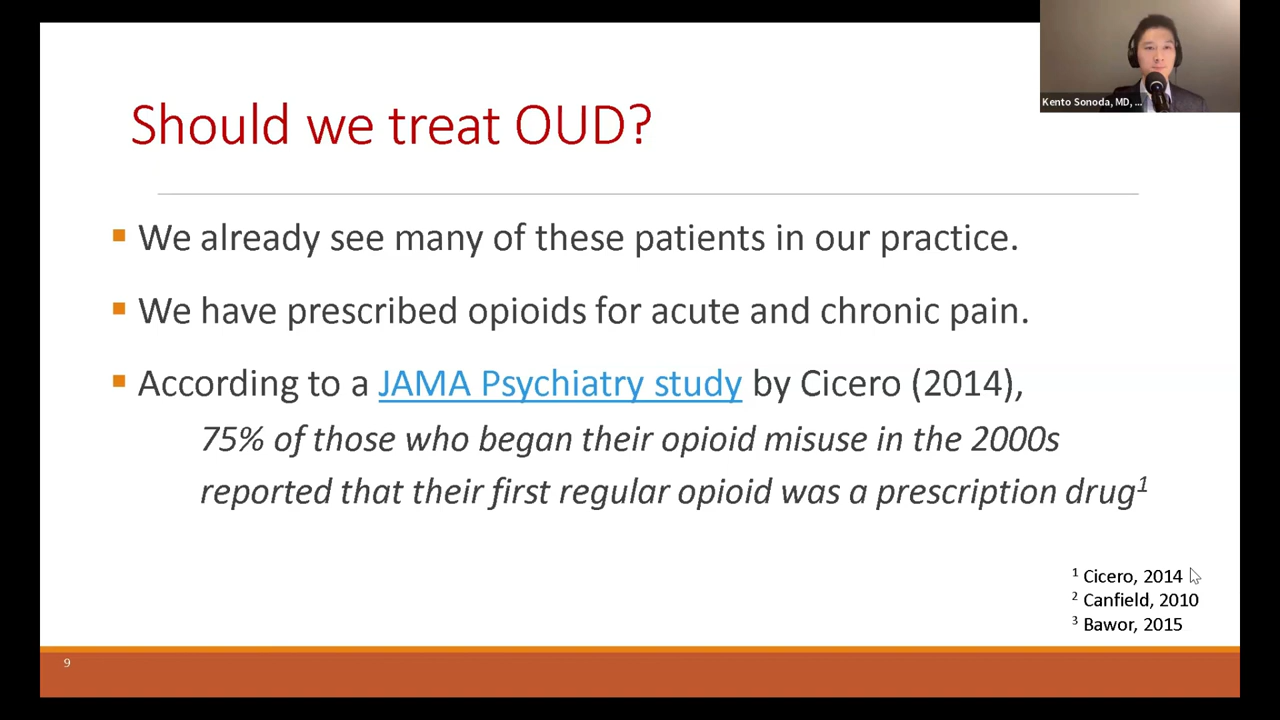 Kento Sonoda, MD, ...
Should we treat OUD?
▪ We already see many of these patients in our practice.
▪ We have prescribed opioids for acute and chronic pain.
▪ According to a JAMA Psychiatry study by Cicero (2014),
75% of those who began their opioid misuse in the 2000s
reported that their first regular opioid was a prescription drug¹
¹ Cicero, 2014
² Canfield, 2010
³ Bawor, 2015
9